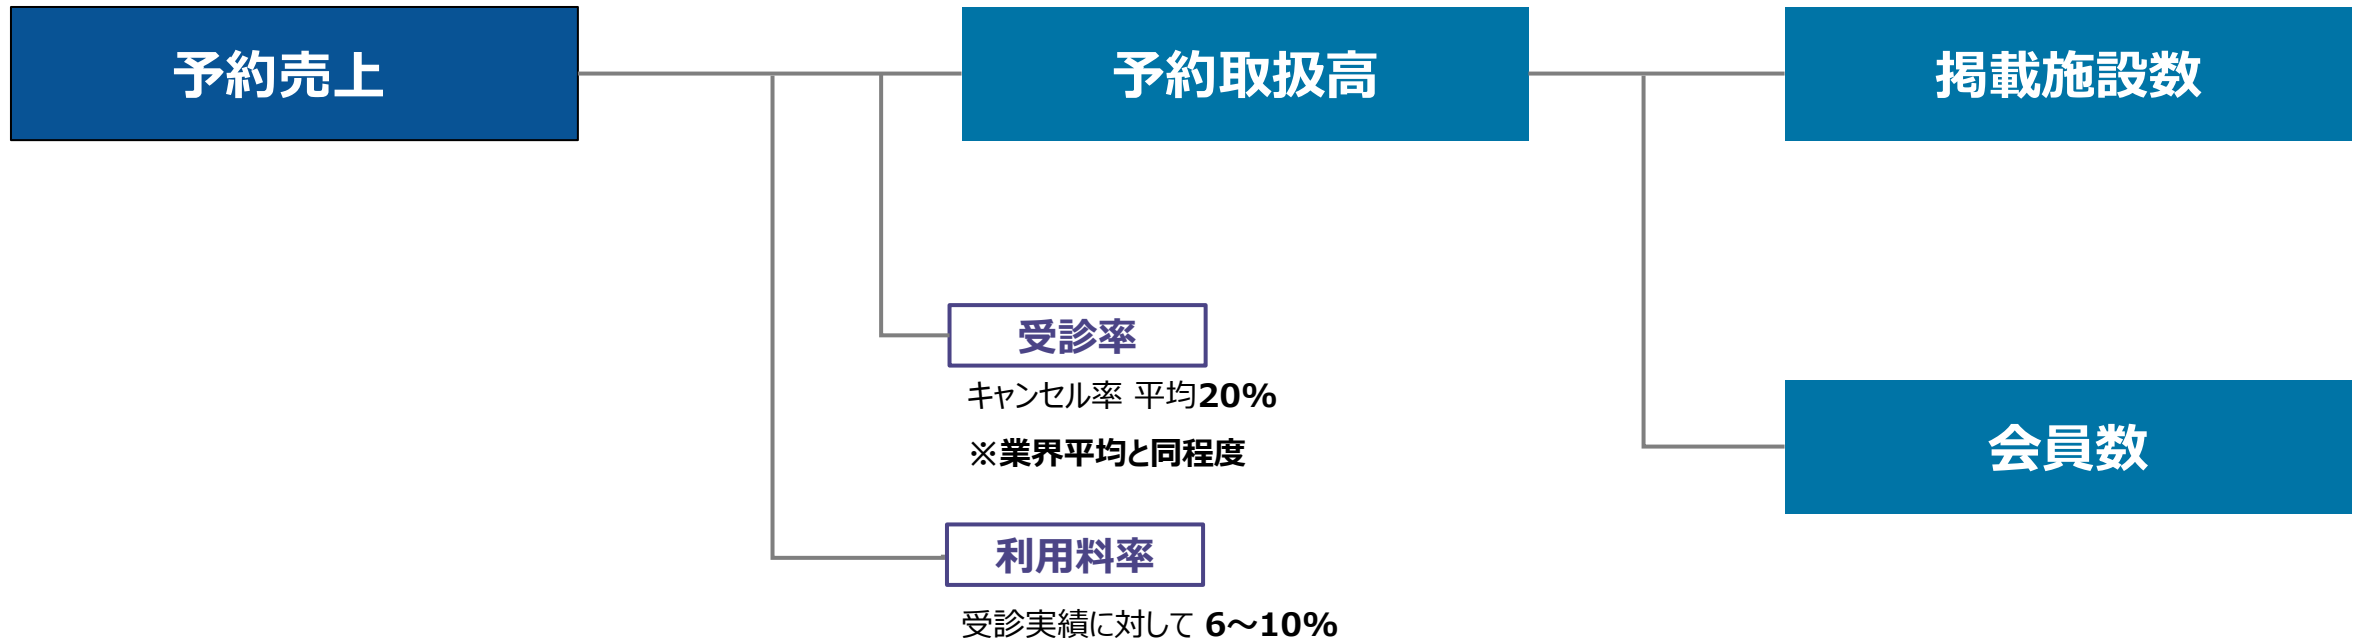 予約売上
予約取扱高
掲載施設数
受診率
キャンセル率 平均20%
※業界平均と同程度
会員数
利用料率
受診実績に対して 6～10%